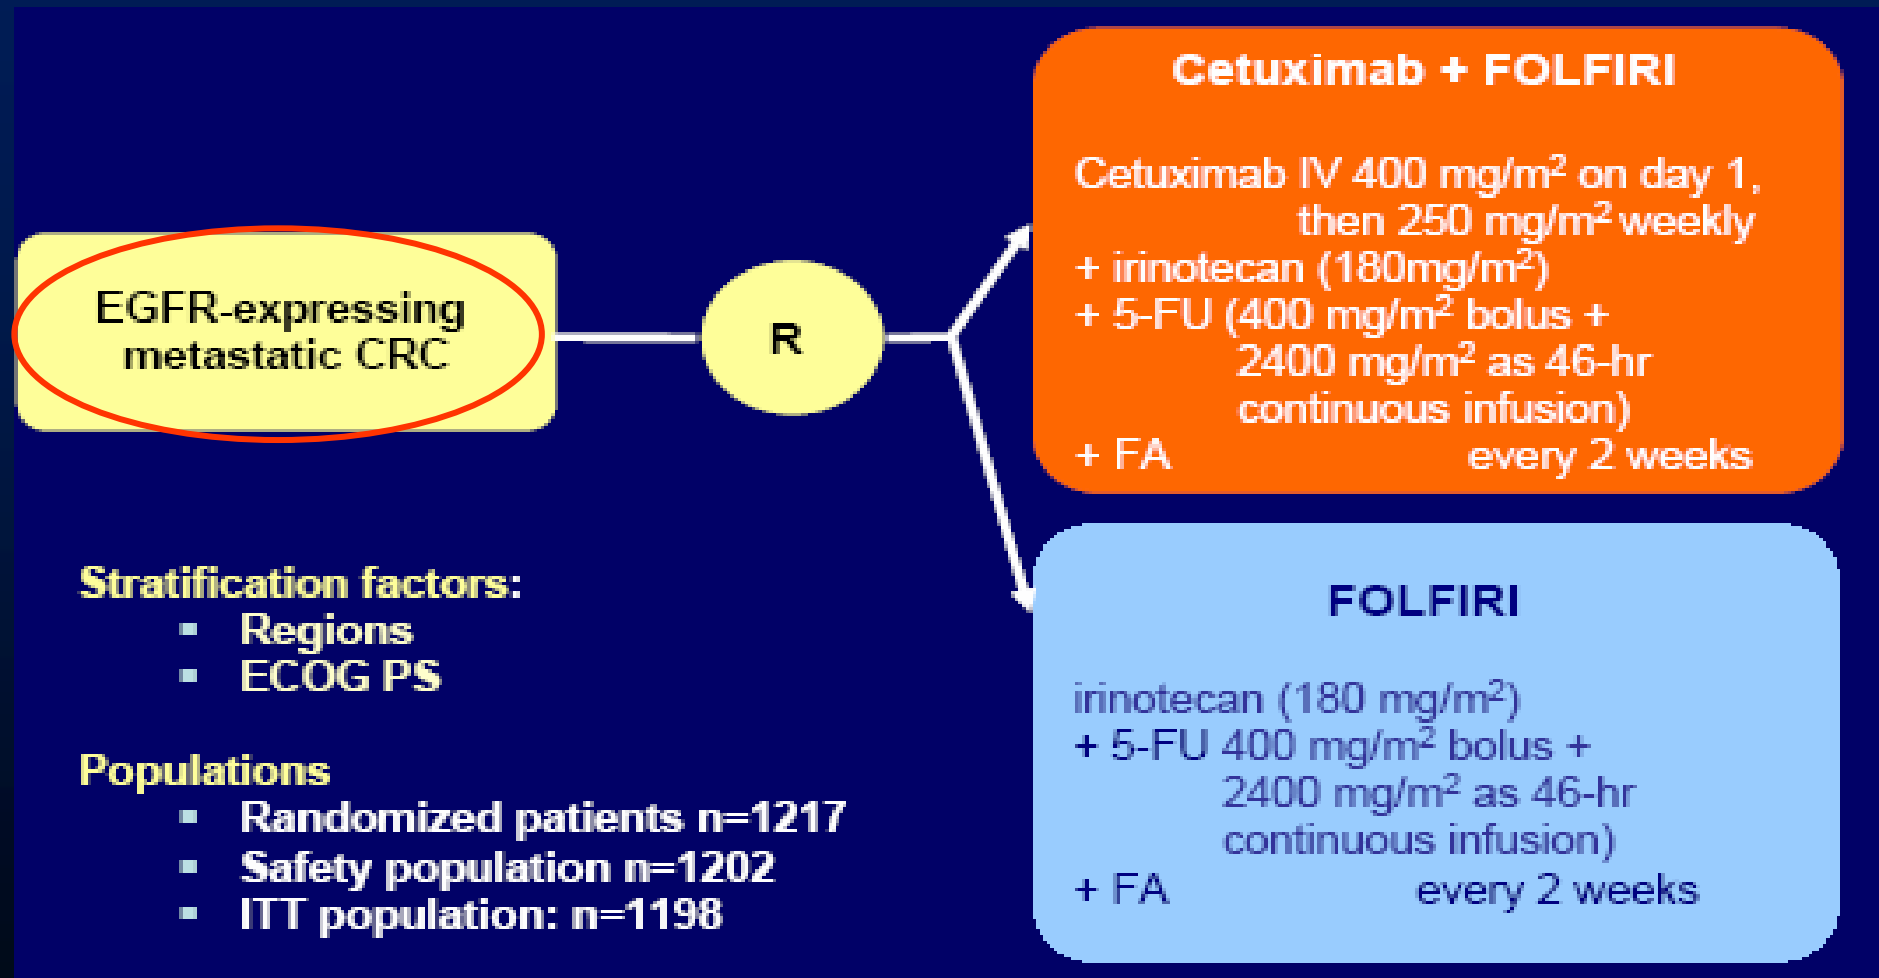 EGFR-expressing
metastatic CRC
R
Cetuximab + FOLFIRI
Cetuximab IV 400 mg/m² on day 1,
then 250 mg/m² weekly
+ irinotecan (180mg/m²)
+ 5-FU (400 mg/m² bolus +
2400 mg/m² as 46-hr
continuous infusion)
+ FA every 2 weeks
FOLFIRI
irinotecan (180 mg/m²)
+ 5-FU 400 mg/m² bolus +
2400 mg/m² as 46-hr
continuous infusion)
+ FA every 2 weeks
Stratification factors:
▪ Regions
▪ ECOG PS
Populations
▪ Randomized patients n=1217
▪ Safety population n=1202
▪ ITT population: n=1198